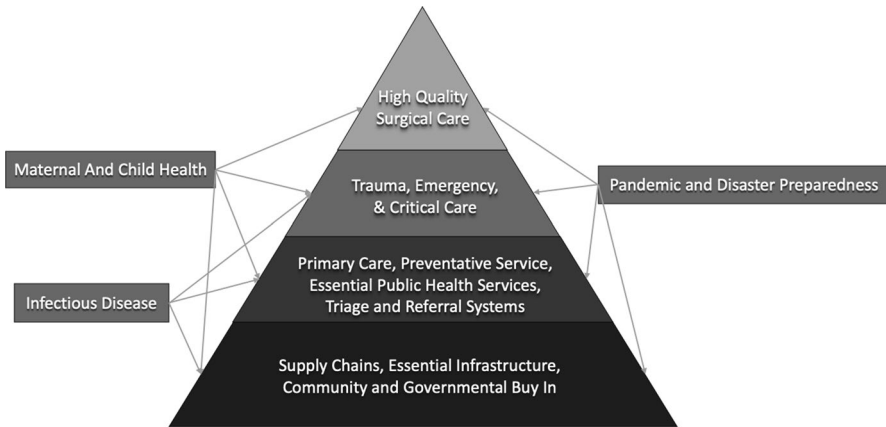 High Quality
Surgical Care
Maternal And Child Health
Trauma, Emergency,
& Critical Care
Pandemic and Disaster Preparedness
Primary Care, Preventative Service,
Essential Public Health Services,
Triage and Referral Systems
Infectious Disease
Supply Chains, Essential Infrastructure,
Community and Governmental Buy In